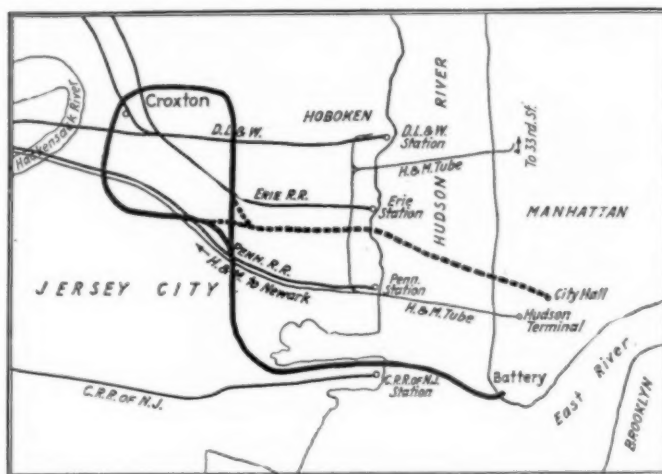 Croxton
Hackensack River
D.L.& W.
HOBOKEN
D.L.& W.
Station
HUDSON RIVER
To 33rd. St.
H.& M. Tube
ERIE R.R.
Erie
Station
MANHATTAN
PENN. R.R.
H.& M. to Newark
JERSEY CITY
Penn.
Station
H.& M. Tube
City Hall
Hudson
Terminal
C.R.R. OF N.J.
C.R.R. OF N.J.
Station
Battery
East River
BROOKLYN